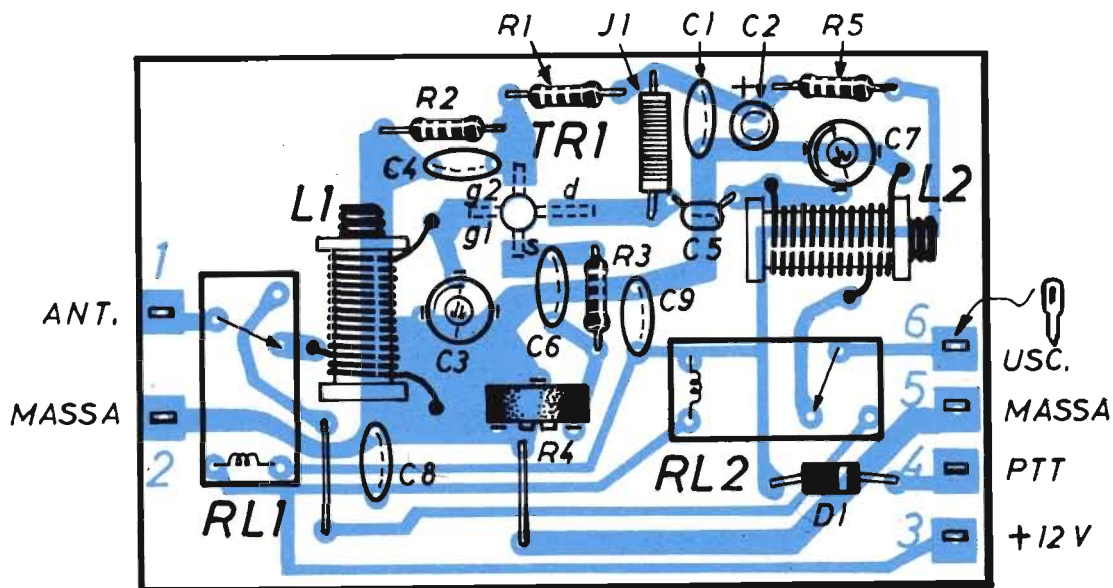 R1
J1
C1
C2
R5
R2
+
TR1
C7
C4
g2
d
L2
L1
g1
s
C5
1
R3
C9
ANT.
6
C3
C6
USC.
5
MASSA
MASSA
R4
2
C8
RL2
4
PTT
RL1
D1
3
+12V